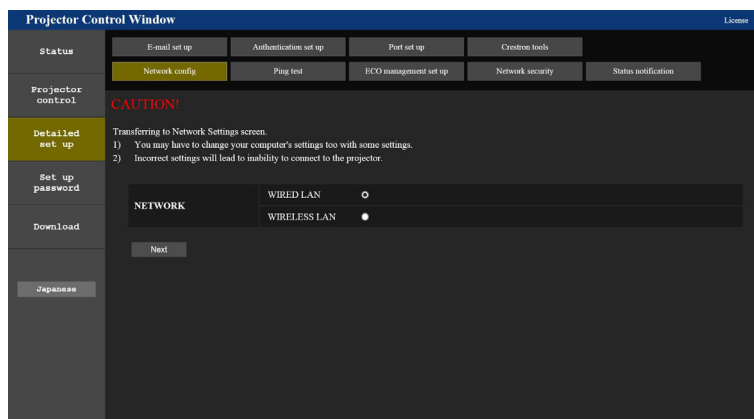 Projector Control Window
License
Status
Projector
control
Detailed
set up
Set up
password
Download
Japanese
E-mail set up
Authentication set up
Port set up
Crestron tools
Network config
Ping test
ECO management set up
Network security
Status notification
CAUTION!
Transferring to Network Settings screen.
1) You may have to change your computer's settings too with some settings.
2) Incorrect settings will lead to inability to connect to the projector.
NETWORK
WIRED LAN
WIRELESS LAN
Next